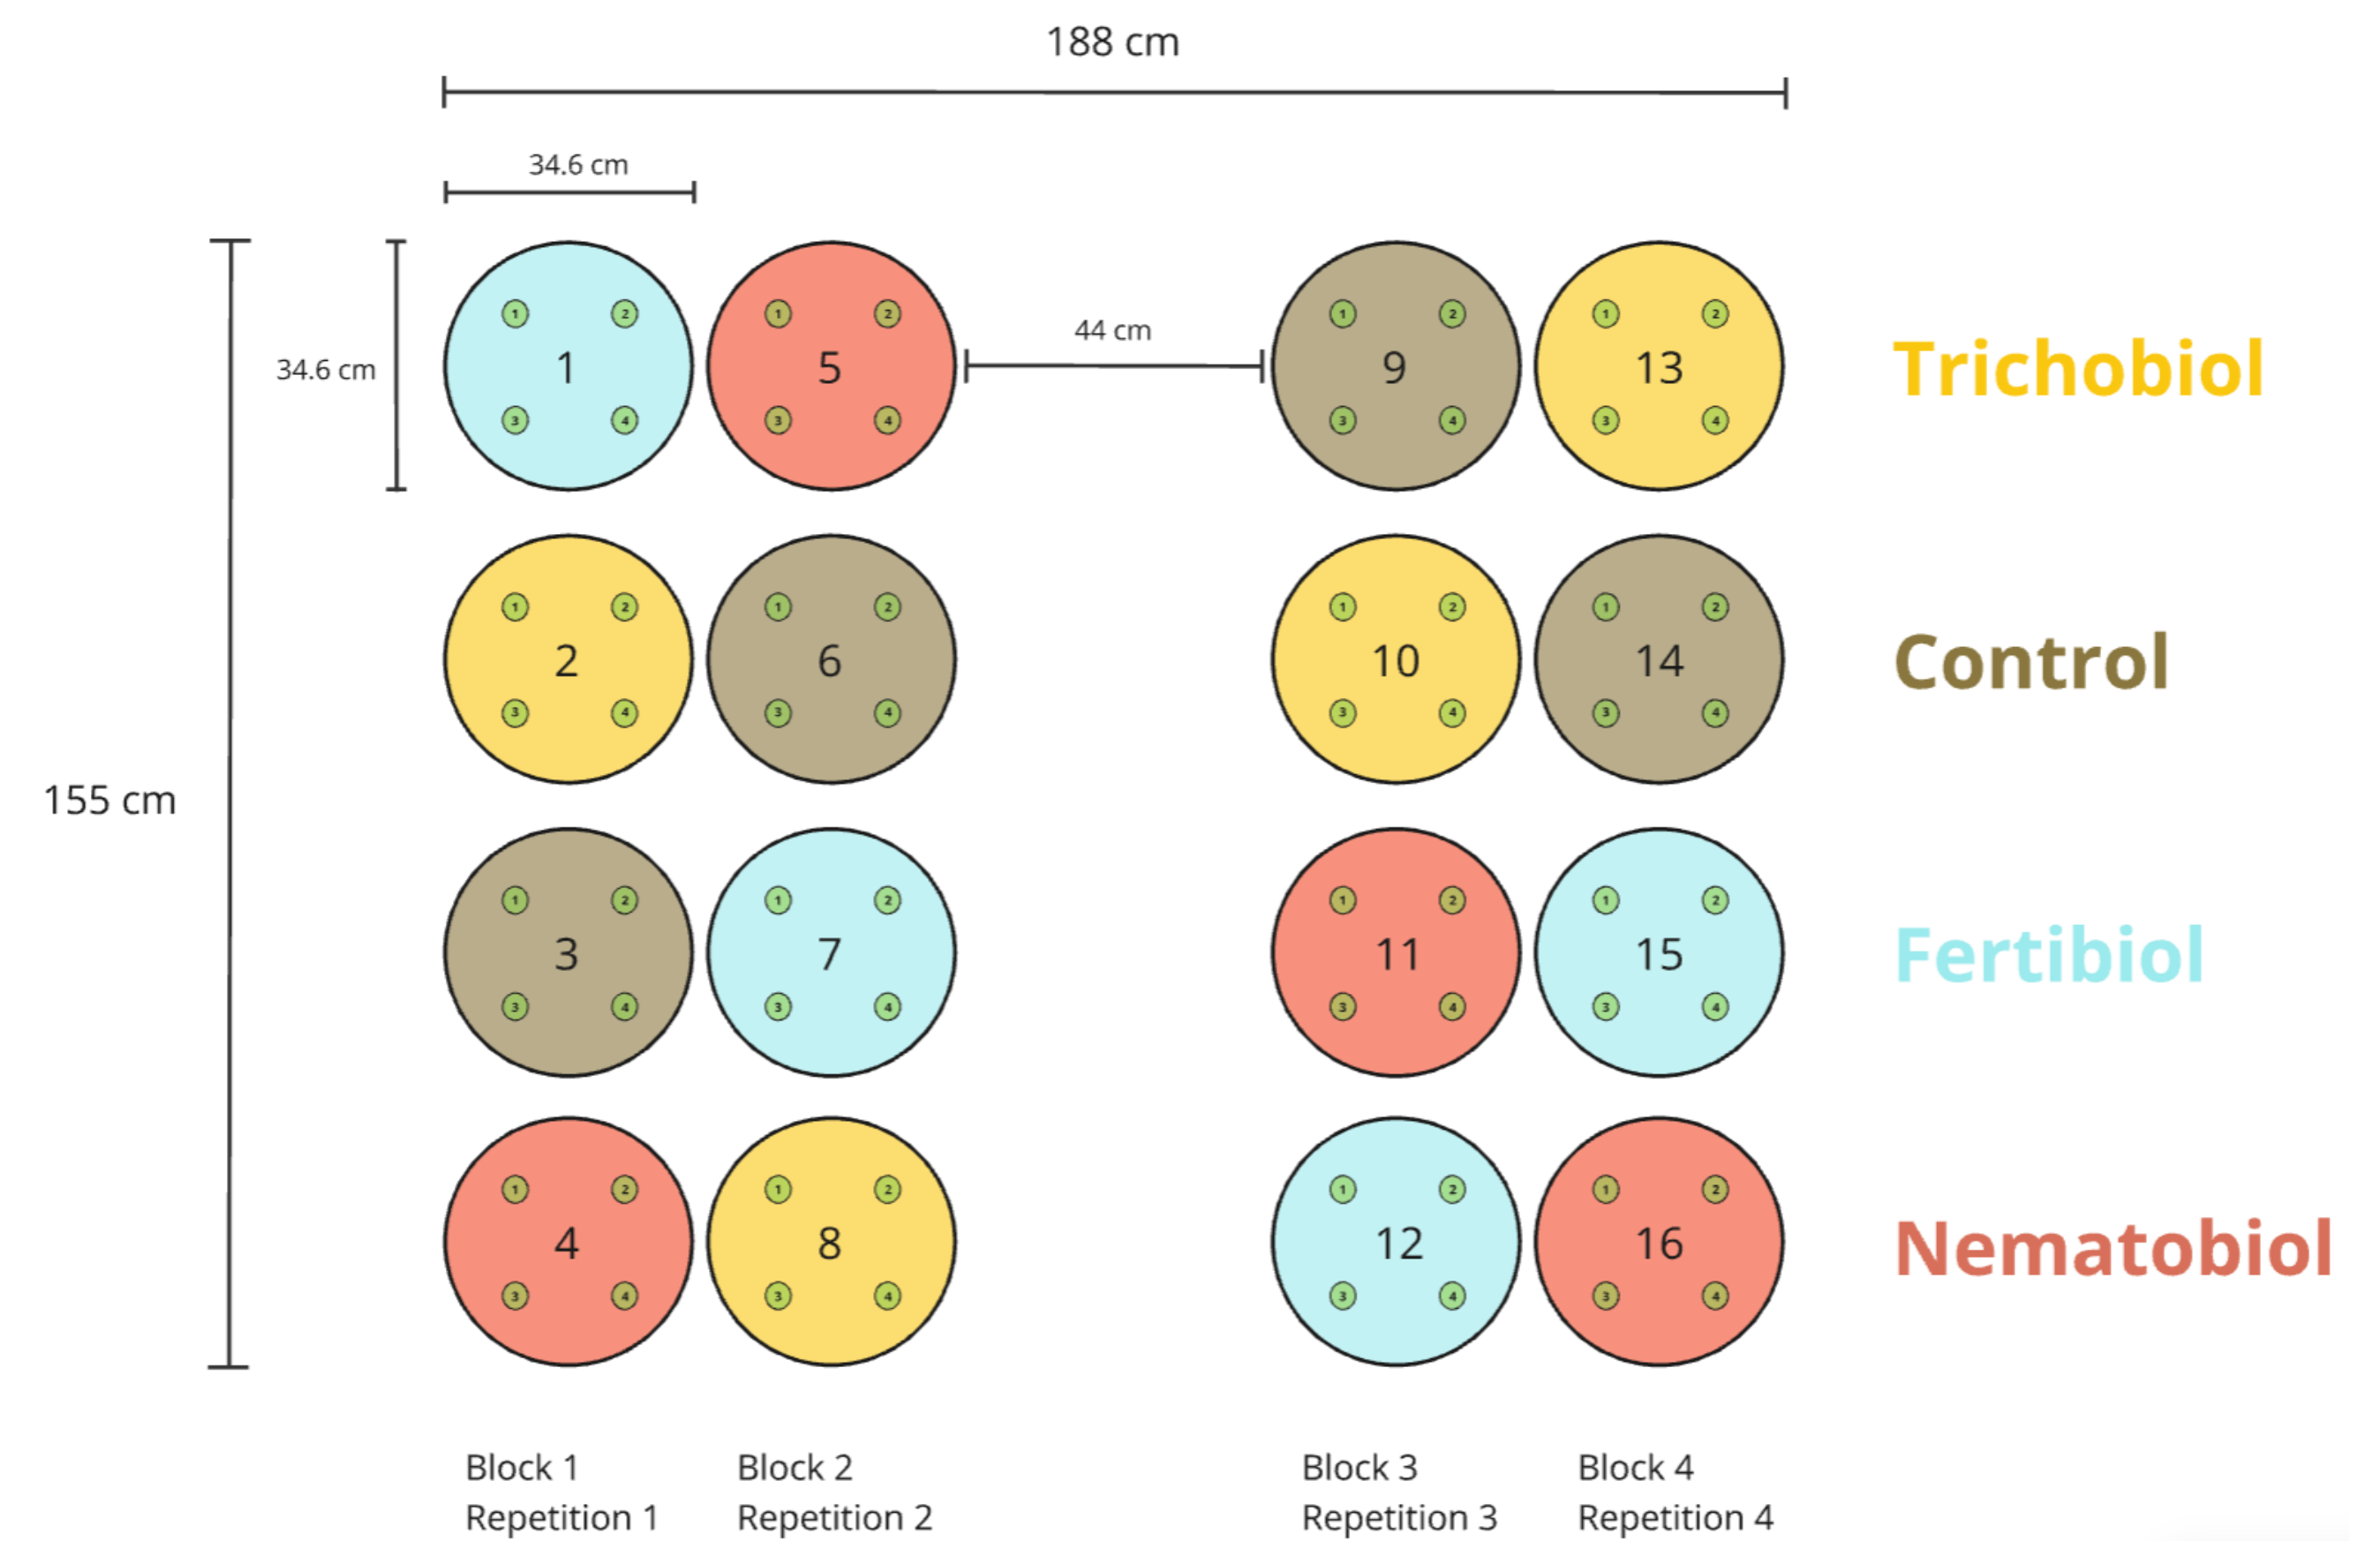 188 cm
34.6 cm
34.6 cm
44 cm
155 cm
1 2 1 2 1 2 1 2
1 5 9 13 Trichobiol
3 4 3 4 3 4 3 4
1 2 1 2 1 2 1 2
2 6 10 14 Control
3 4 3 4 3 4 3 4
1 2 1 2 1 2 1 2
3 7 11 15 Fertibiol
3 4 3 4 3 4 3 4
1 2 1 2 1 2 1 2
4 8 12 16 Nematobiol
3 4 3 4 3 4 3 4
Block 1 Block 2 Block 3 Block 4
Repetition 1 Repetition 2 Repetition 3 Repetition 4